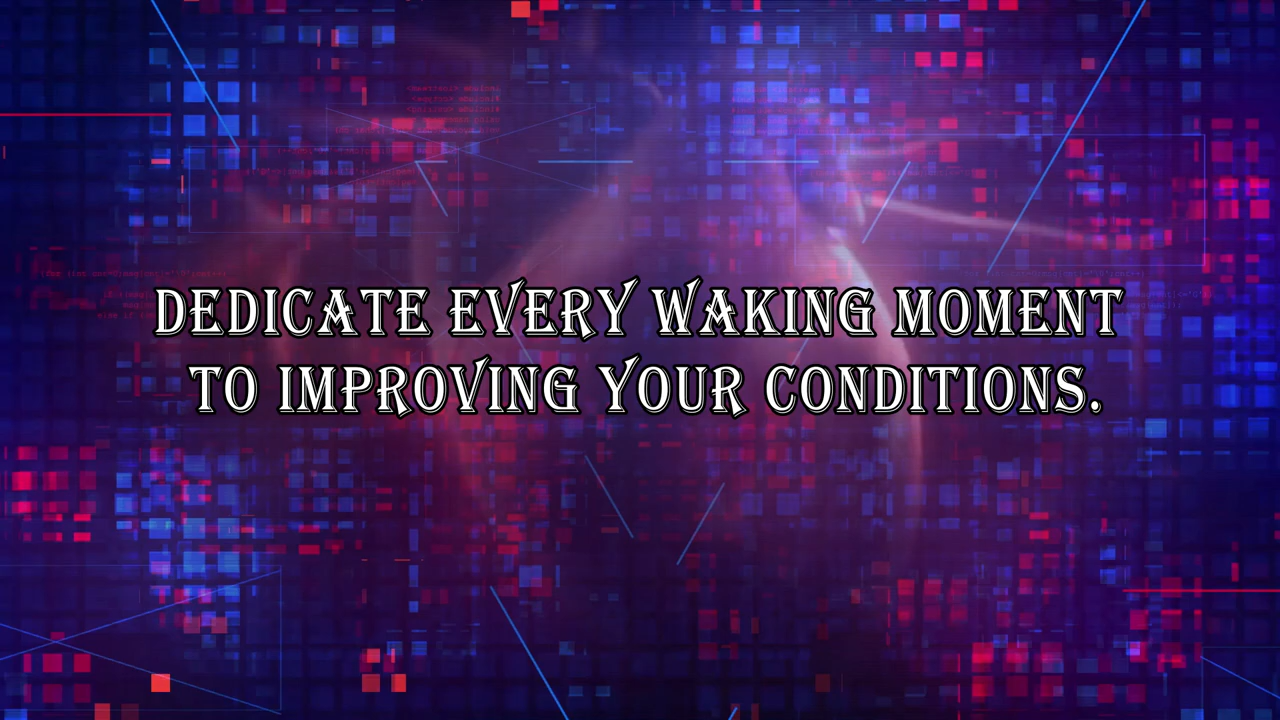 DEDICATE EVERY WAKING MOMENT
TO IMPROVING YOUR CONDITIONS.